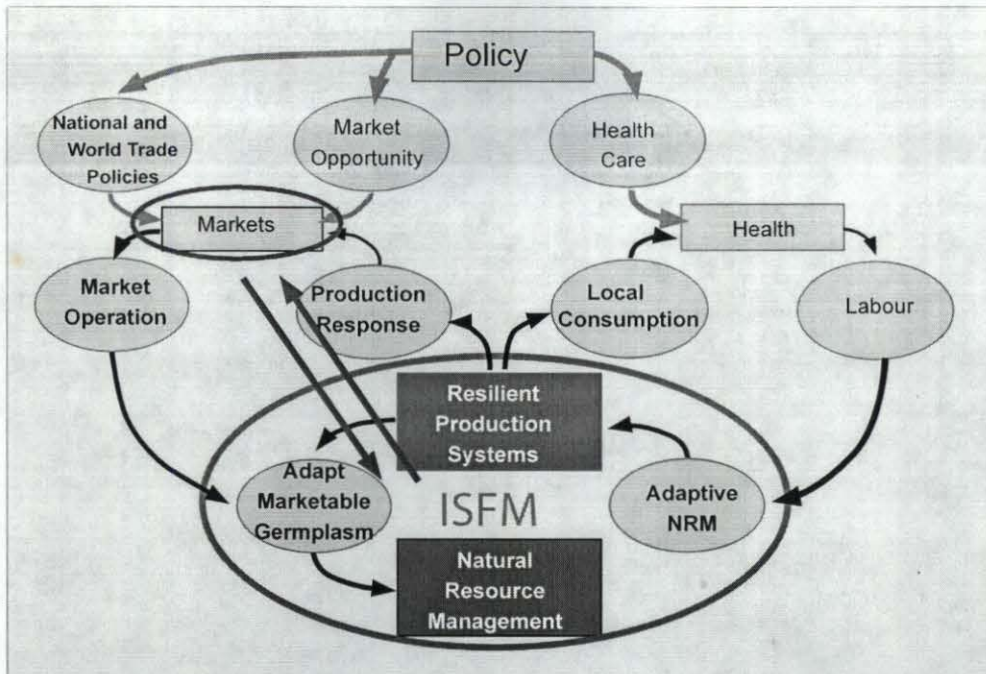 Policy
National and
World Trade
Policies
Market
Opportunity
Health
Care
Markets
Health
Market
Operation
Production
Response
Local
Consumption
Labour
Resilient
Production
Systems
Adapt
Marketable
Germplasm
ISFM
Adaptive
NRM
Natural
Resource
Management